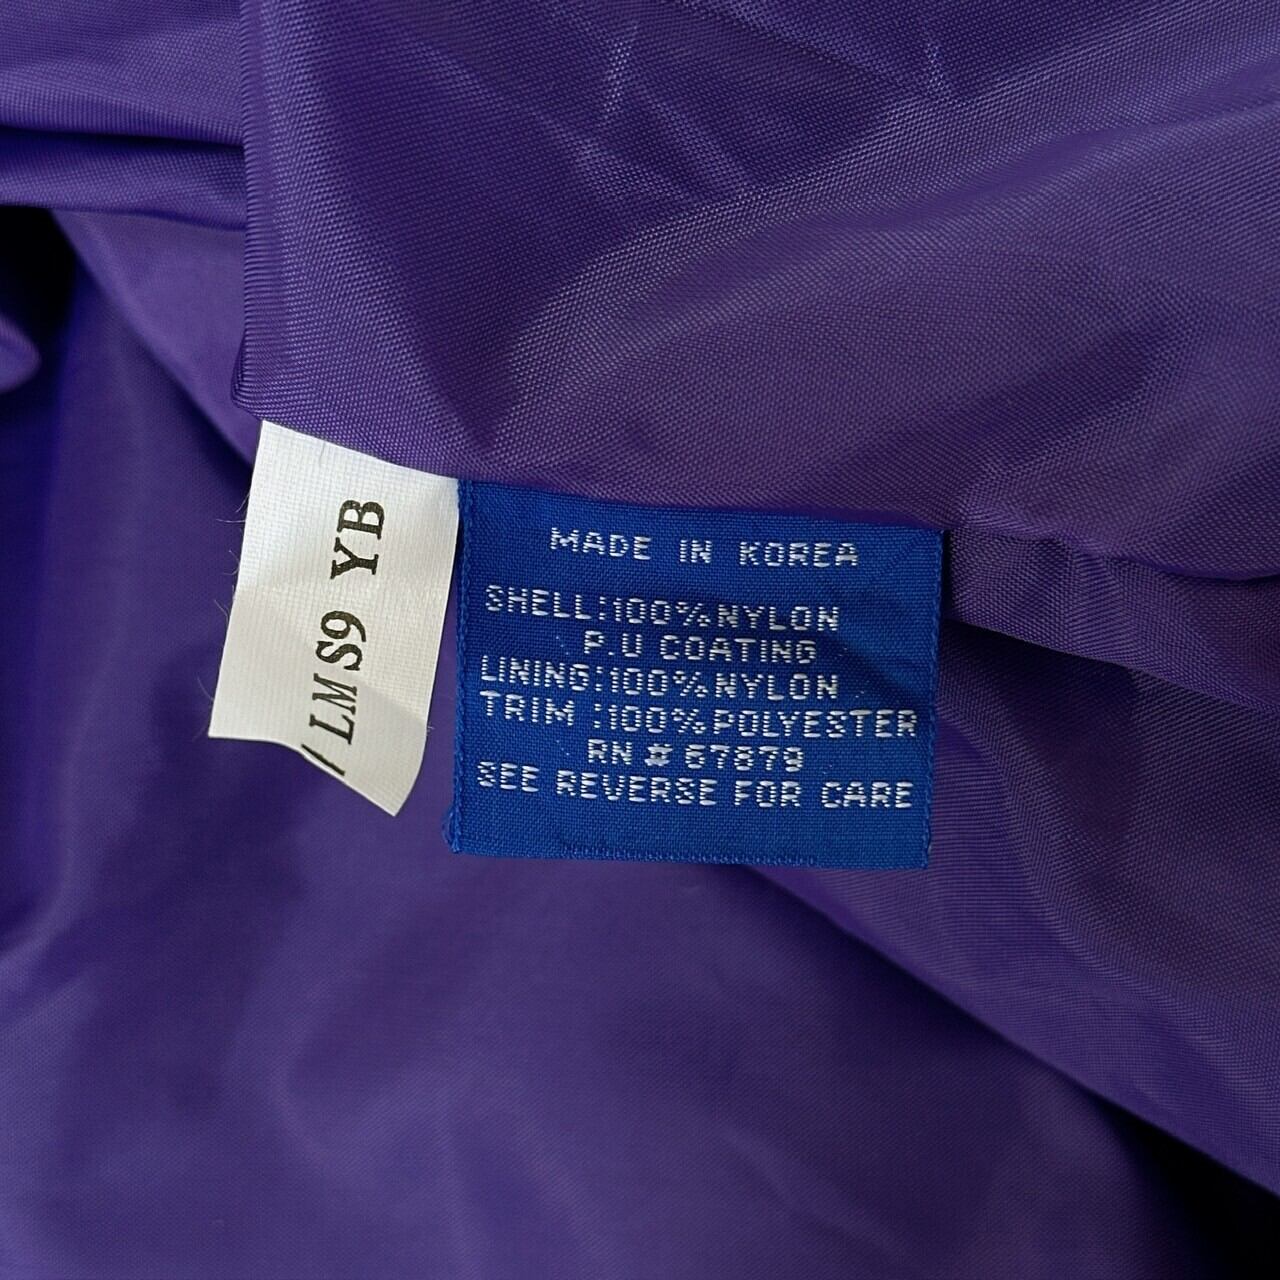 LMS9 YB
MADE IN KOREA
SHELL:100%NYLON
P.U COATING
LINING:100%NYLON
TRIM :100%POLYESTER
RN # 67879
SEE REVERSE FOR CARE